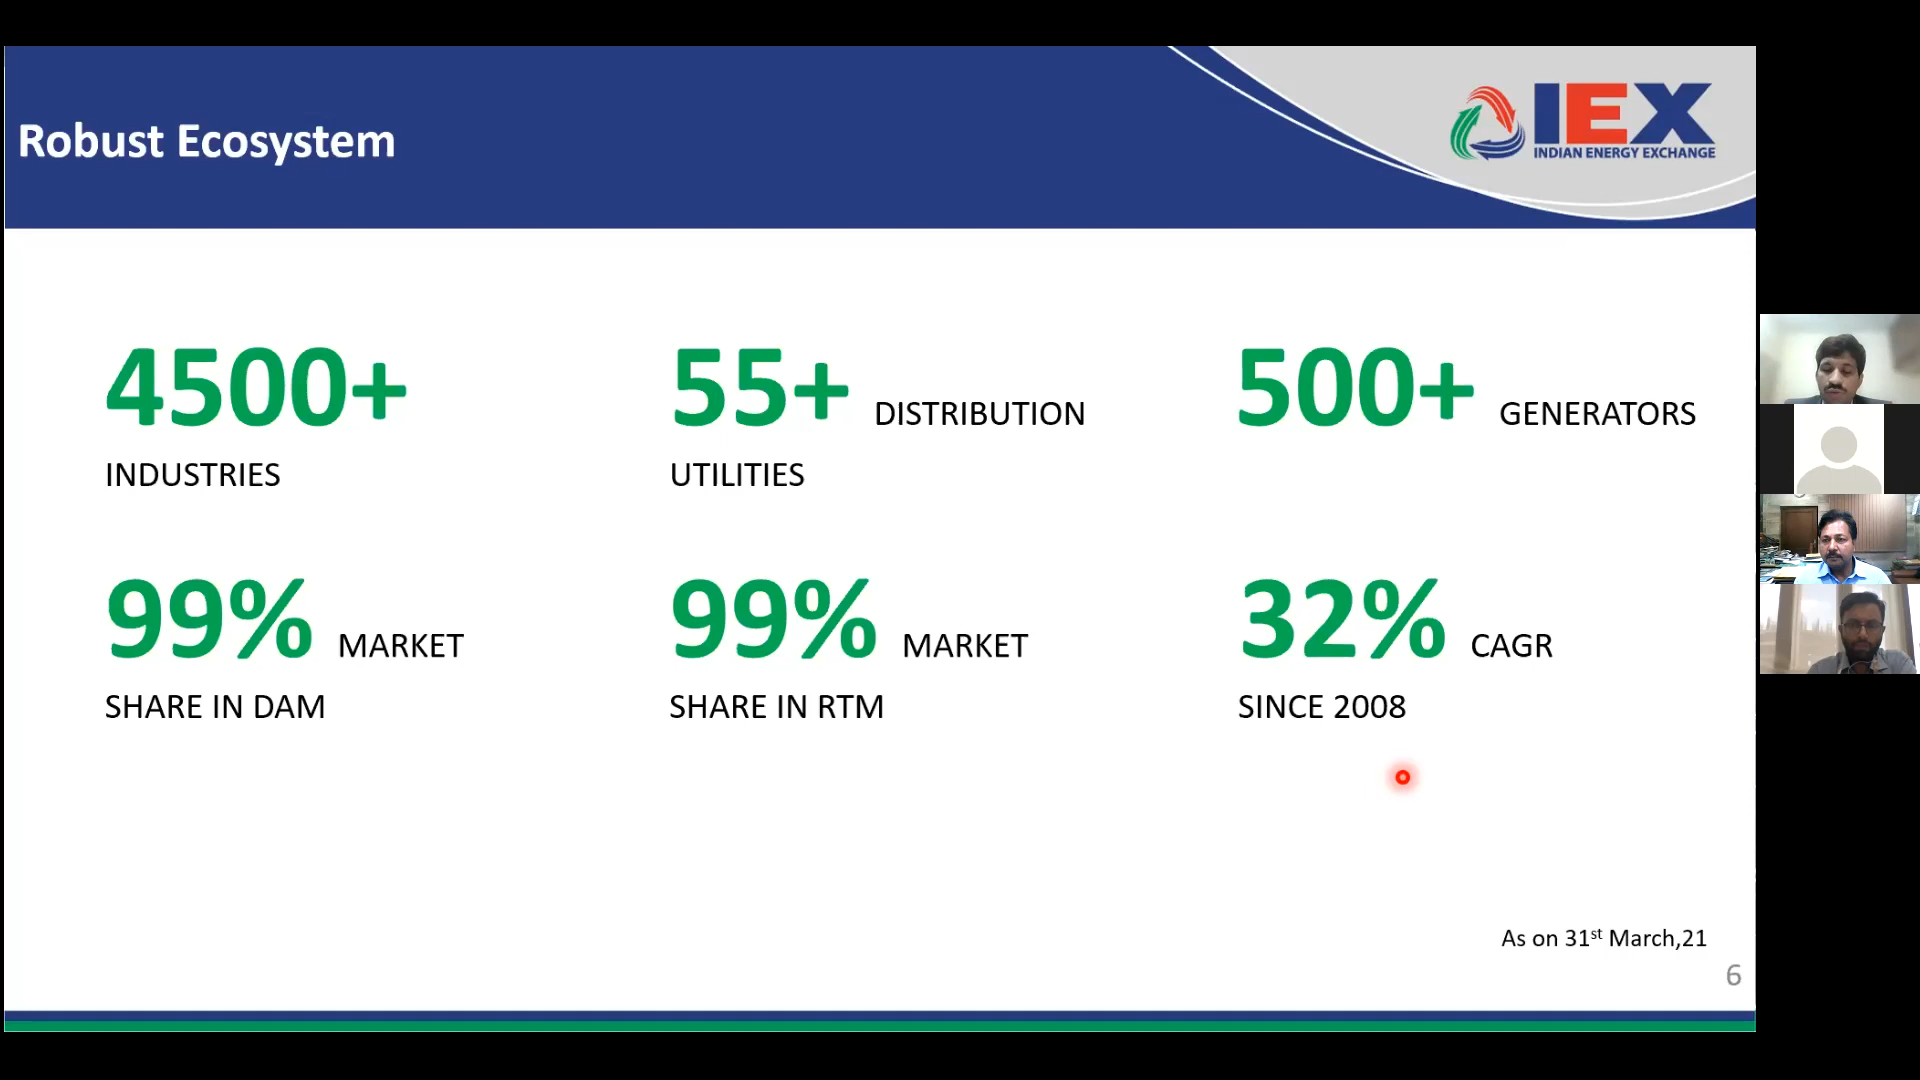 Robust Ecosystem
IEX
INDIAN ENERGY EXCHANGE
4500+
INDUSTRIES
55+ DISTRIBUTION
UTILITIES
500+ GENERATORS
99% MARKET
SHARE IN DAM
99% MARKET
SHARE IN RTM
32% CAGR
SINCE 2008
As on 31st March,21
6